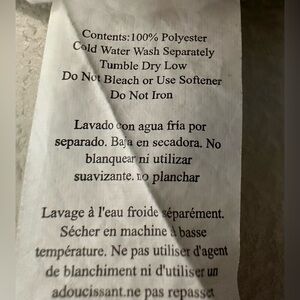 Contents:100% Polyester
Cold Water Wash Separately
Tumble Dry Low
Do Not Bleach or Use Softener
Do Not Iron
Lavado con agua fría por
separado. Baja en secadora. No
blanquear ni utilizar
suavizante. no planchar
Lavage à l'eau froide séparément.
Sécher en machine à basse
température. Ne pas utiliser d'agent
de blanchiment ni d'utiliser un
adoucissant.ne pas repasser